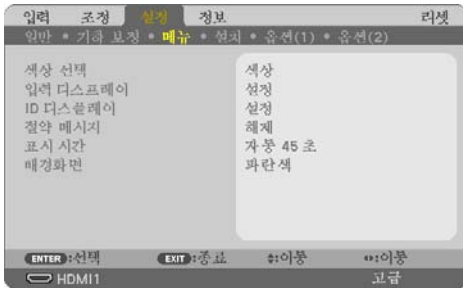 입력 조정 설정 정보 리셋
일반 • 기하 보정 • 메뉴 • 설치 • 옵션(1) • 옵션(2)
색상 선택 색상
입력 디스프레이 설정
ID 디스플레이 설정
절약 메시지 해제
표시 시간 자동 45 초
배경화면 파란색
ENTER :선택 EXIT :종료 :이동 :이동
HDMI1 고급